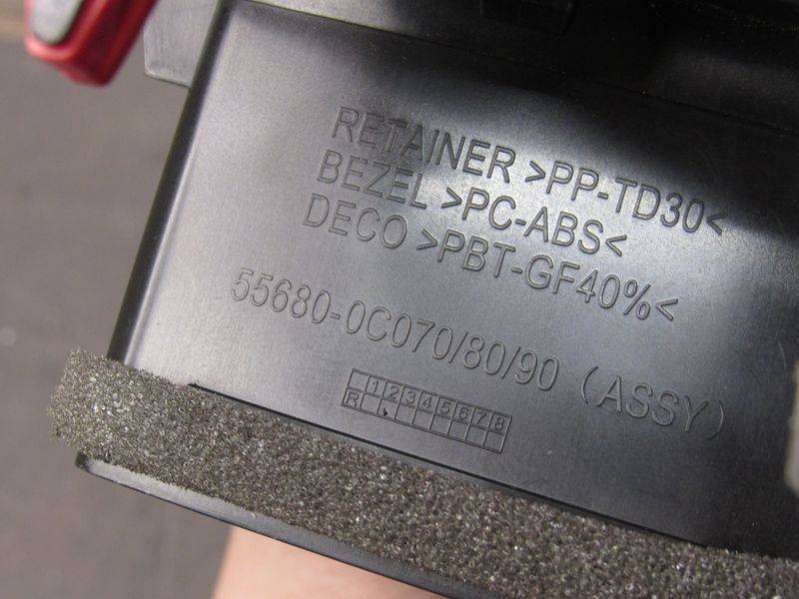 RETAINER >PP-TD30<
BEZEL >PC-ABS<
DECO >PBT-GF40%<
55680-0C070/80/90 (ASSY)
1 2 3 4 5 6 7 8
R